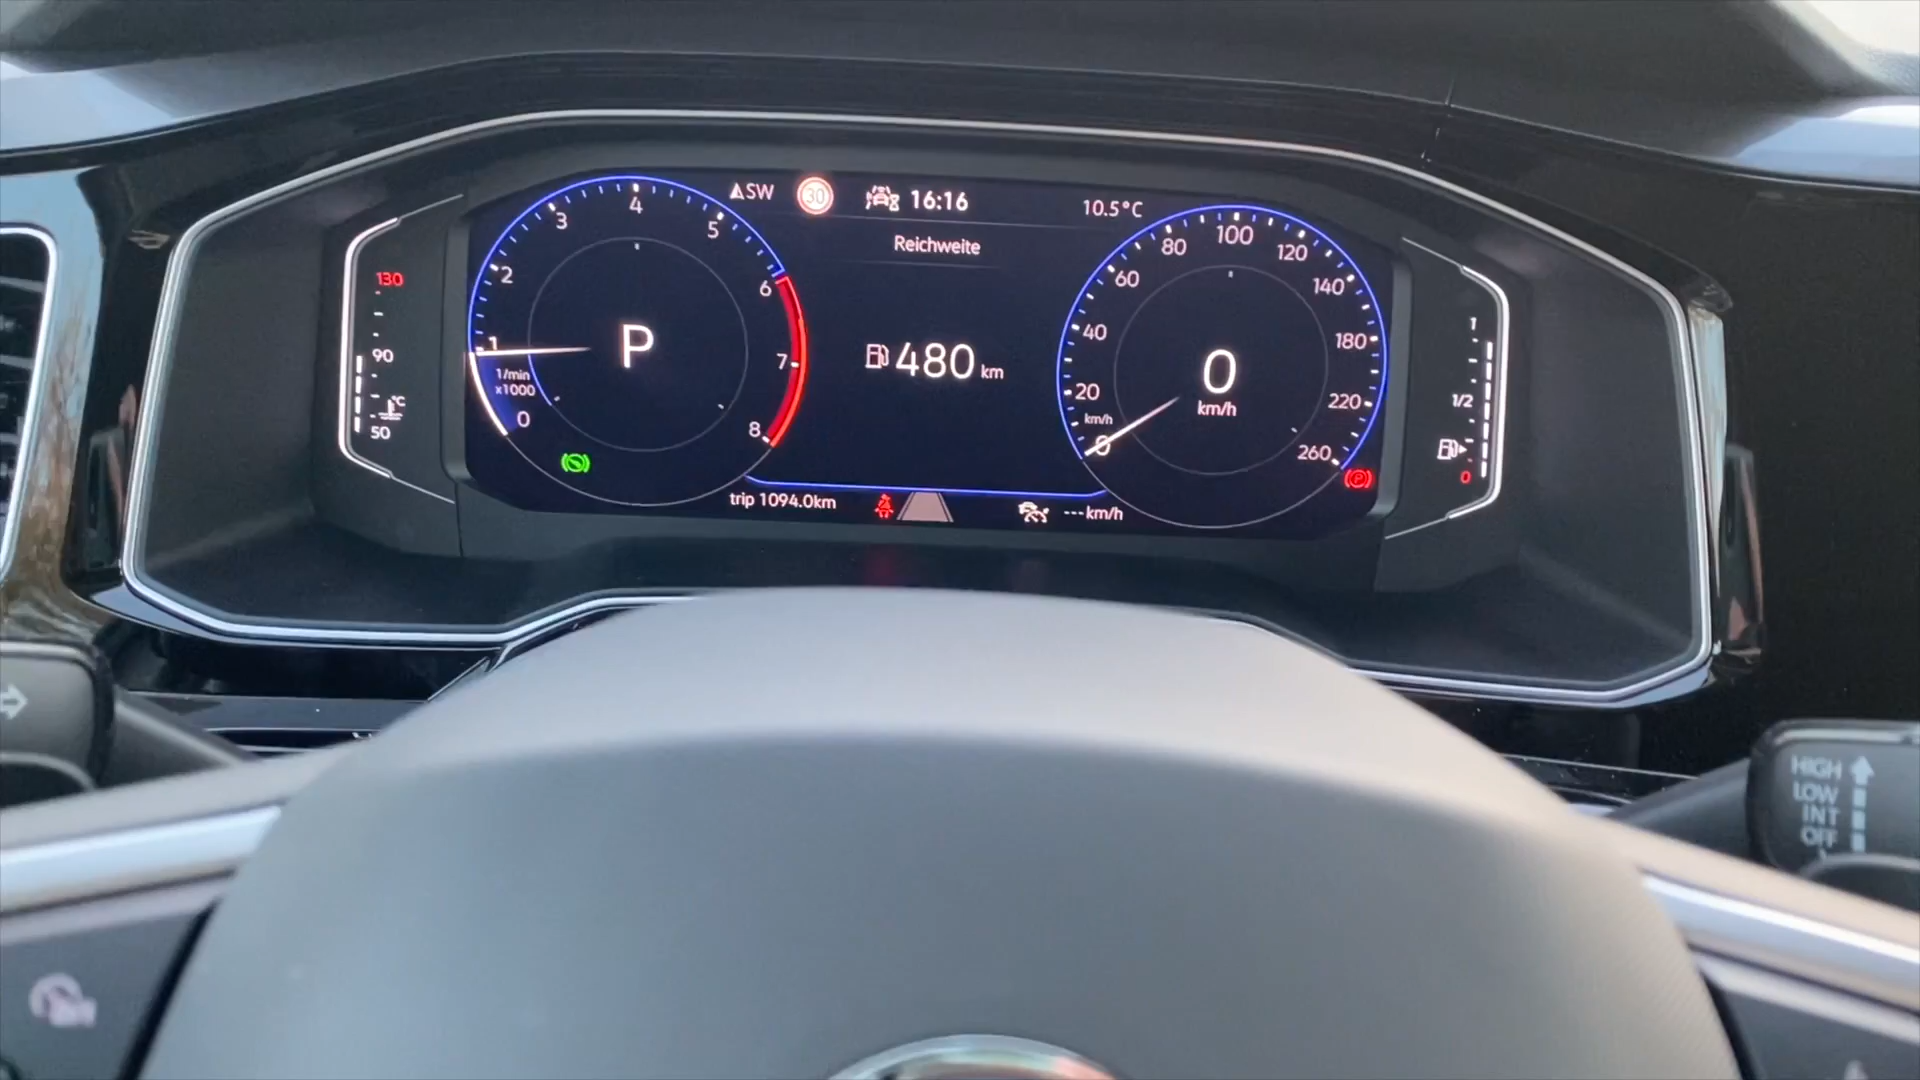 SW
30
16:16
10.5°C
Reichweite
480 km
130
90
°C
50
0
1
2
3
4
5
6
7
8
1/min
x1000
P
0
20
40
60
80
100
120
140
180
220
260
km/h
0
km/h
1
1/2
0
P
trip 1094.0km
---km/h
HIGH
LOW
INT
OFF